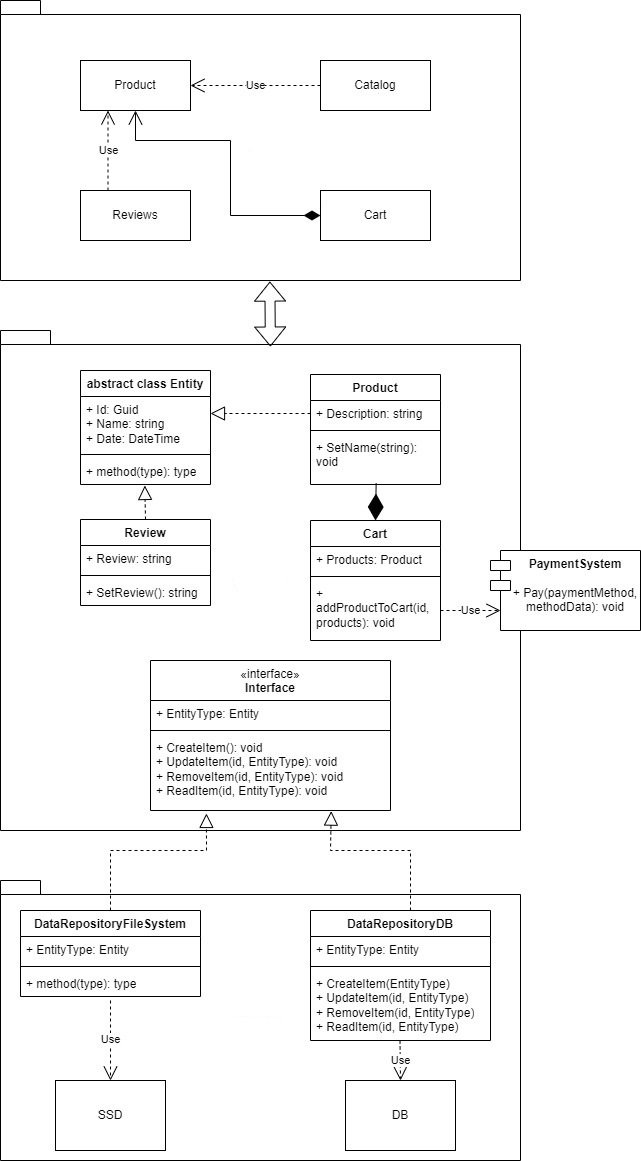 Product
Use
Catalog
Use
Reviews
Cart
abstract class Entity
+ Id: Guid
+ Name: string
+ Date: DateTime
+ method(type): type
Product
+ Description: string
+ SetName(string):
void
Review
+ Review: string
+ SetReview(): string
Cart
+ Products: Product
+
addProductToCart(id,
products): void
Use
PaymentSystem
+ Pay(paymentMethod,
methodData): void
«interface»
Interface
+ EntityType: Entity
+ CreateItem(): void
+ UpdateItem(id, EntityType): void
+ RemoveItem(id, EntityType): void
+ ReadItem(id, EntityType): void
DataRepositoryFileSystem
+ EntityType: Entity
+ method(type): type
Use
SSD
DataRepositoryDB
+ EntityType: Entity
+ CreateItem(EntityType)
+ UpdateItem(id, EntityType)
+ RemoveItem(id, EntityType)
+ ReadItem(id, EntityType)
Use
DB